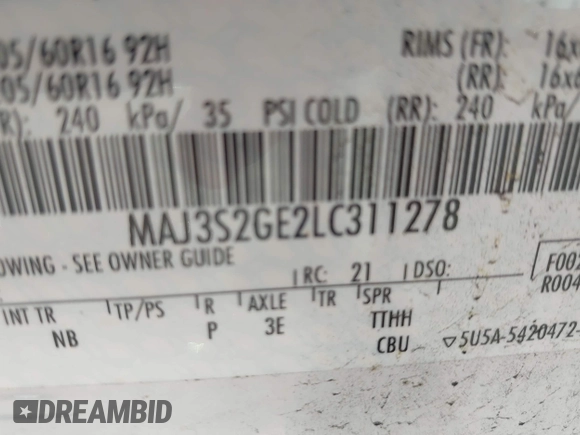 05/60R16 92H RIMS (FR): 16x
05/60R16 92H (RR): 16x6
R): 240 kPa/ 35 PSI COLD (RR): 240 kPa/
MAJ3S2GE2LC311278
OWING - SEE OWNER GUIDE
RC: 21 DSO:
F002
R004
INT TR TP/PS R AXLE TR SPR
NB P 3E TTHH
CBU ▽5U5A-5420472-
DREAMBID